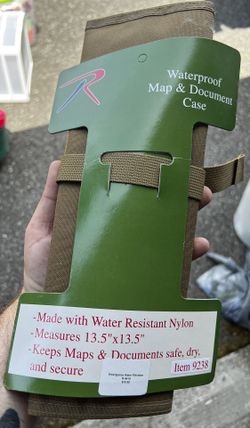 R
Waterproof
Map & Document
Case
-Made with Water Resistant Nylon
-Measures 13.5"x13.5"
-Keeps Maps & Documents safe, dry,
and secure
Item 9238